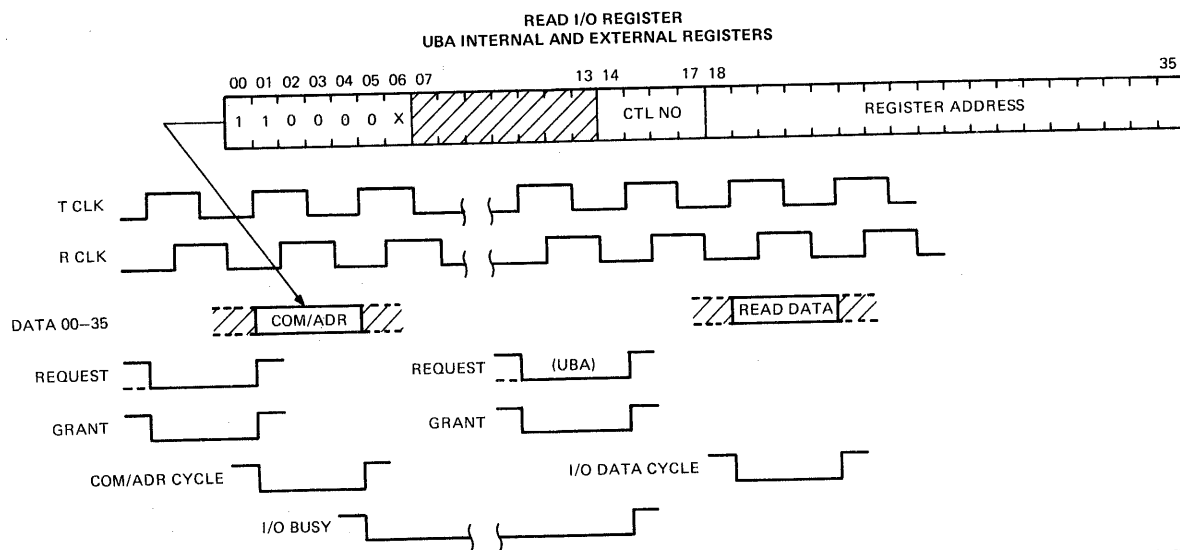 READ I/O REGISTER
UBA INTERNAL AND EXTERNAL REGISTERS
00 01 02 03 04 05 06 07 13 14 17 18 35
1 1 0 0 0 0 X CTL NO REGISTER ADDRESS
T CLK
R CLK
DATA 00–35 COM/ADR READ DATA
REQUEST REQUEST (UBA)
GRANT GRANT
COM/ADR CYCLE I/O DATA CYCLE
I/O BUSY